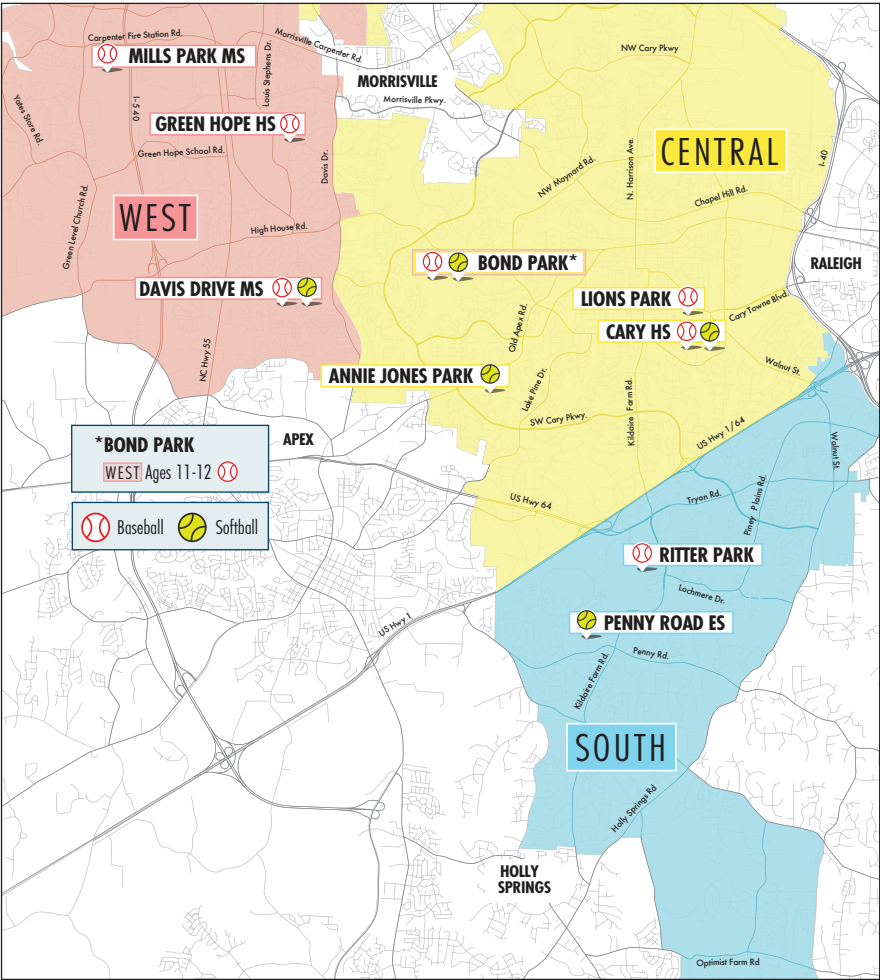 Carpenter Fire Station Rd.
MILLS PARK MS
Louis Stephens Dr.
Morrisville Carpenter Rd.
MORRISVILLE
Morrisville Pkwy.
NW Cary Pkwy
Yates Store Rd.
I-540
GREEN HOPE HS
Green Hope School Rd.
Davis Dr.
NW Maynard Rd.
N. Harrison Ave.
CENTRAL
I. 40
Chapel Hill Rd.
Green Level Church Rd.
WEST
High House Rd.
BOND PARK*
RALEIGH
DAVIS DRIVE MS
LIONS PARK
Cary Towne Blvd.
Old Apex Rd.
CARY HS
NC Hwy 55
ANNIE JONES PARK
Lake Pine Dr.
Walnut St.
Kildaire Farm Rd.
SW Cary Pkwy.
US Hwy 1/64
*BOND PARK
WEST Ages 11-12
APEX
Walnut St.
US Hwy 64
Tryon Rd.
Piney Plains Rd.
Baseball
Softball
RITTER PARK
Lochmere Dr.
US Hwy 1
PENNY ROAD ES
Penny Rd.
Kildaire Farm Rd.
SOUTH
Holly Springs Rd
HOLLY
SPRINGS
Optimist Farm Rd